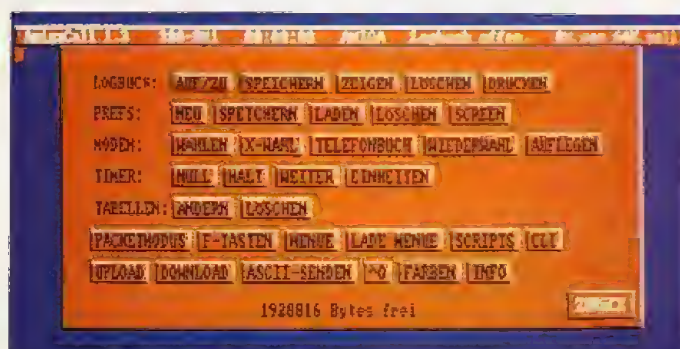 Logbuch offen
LOGBUCH: AUF/ZU SPEICHERN ZEIGEN LÖSCHEN DRUCKEN
PREFS: NEU SPEICHERN LADEN LÖSCHEN SCREEN
MODEM: WÄHLEN X-WAHL TELEFONBUCH WIEDERWAHL AUFLEGEN
TIMER: NULL HALT WEITER EINHEITEN
TABELLEN: ÄNDERN LÖSCHEN
PACKETMODUS F-TASTEN MENUE LADE MENUE SCRIPTS CLI
UPLOAD DOWNLOAD ASCII-SENDEN ^O FARBEN INFO
1928816 Bytes frei